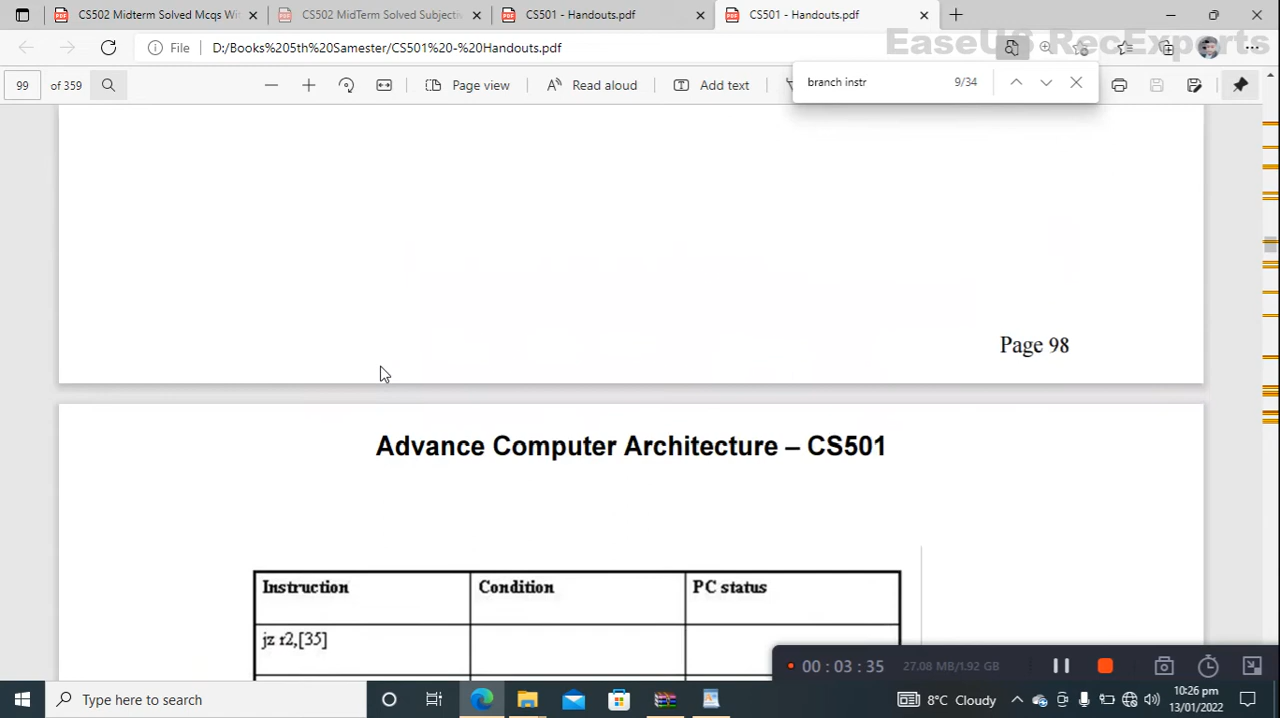 CS502 Midterm Solved Mcqs Wi
CS502 MidTerm Solved Subjectiv
CS501 - Handouts.pdf
CS501 - Handouts.pdf
File
D:/Books%205th%20Samester/CS501%20-%20Handouts.pdf
EaseUS RecExperts
99 of 359
Page view
Read aloud
Add text
branch instr 9/34
Page 98
Advance Computer Architecture – CS501
Instruction Condition PC status
jz r2,[35]
00:03:35 27.08 MB/1.92 GB
Type here to search
8°C Cloudy
10:26 pm
13/01/2022